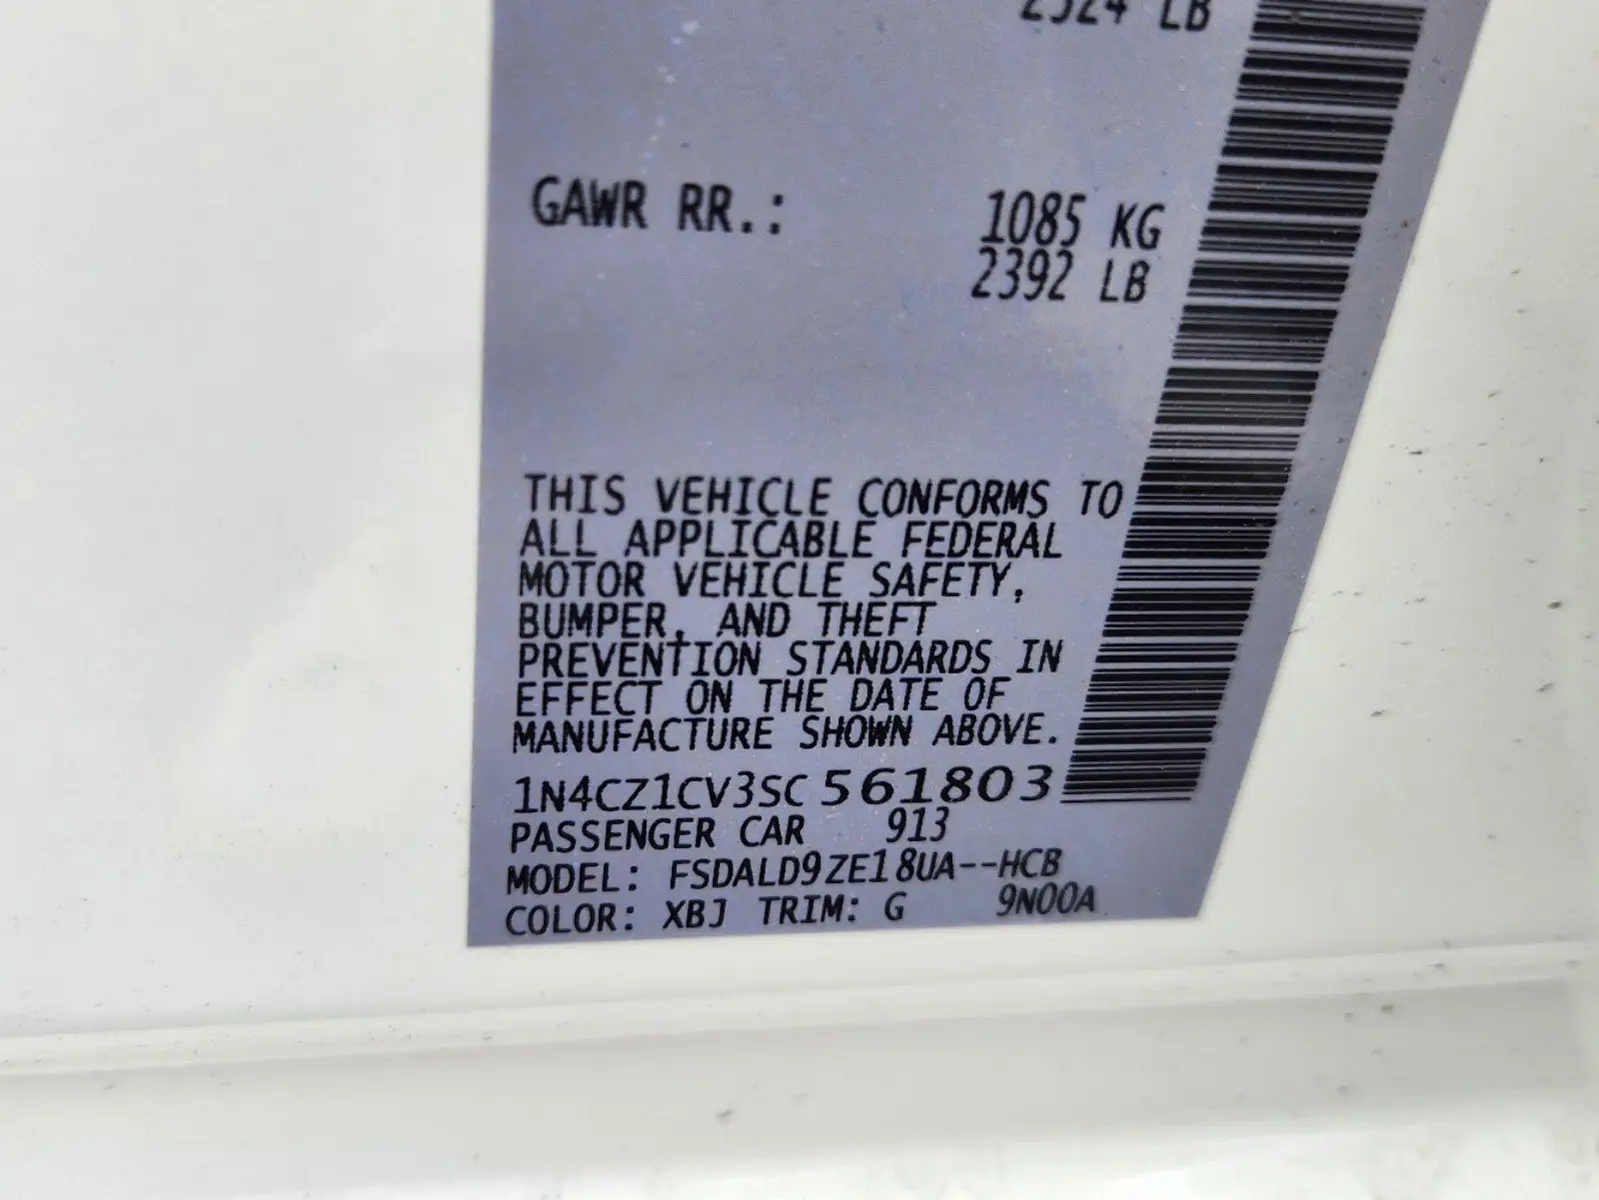 2524 LB
GAWR RR.: 1085 KG
2392 LB
THIS VEHICLE CONFORMS TO
ALL APPLICABLE FEDERAL
MOTOR VEHICLE SAFETY,
BUMPER, AND THEFT
PREVENTION STANDARDS IN
EFFECT ON THE DATE OF
MANUFACTURE SHOWN ABOVE.
1N4CZ1CV3SC561803
PASSENGER CAR 913
MODEL: FSDALD9ZE18UA--HCB
COLOR: XBJ TRIM: G 9N00A